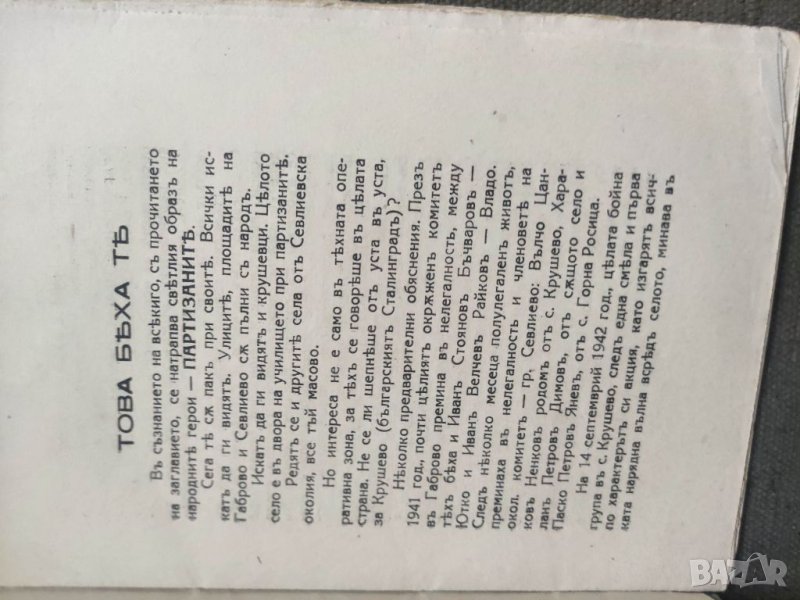 ТОВА БѢХА ТѢ
Въ съзнанието на всѣкиго, съ прочитането
на заглавието, се натрапва свѣтлия образъ на
народнитѣ герои — ПАРТИЗАНИТѢ.
Сега тѣ сѫ пакъ при своитѣ. Всички ис-
катъ да ги видятъ. Улицитѣ, площадитѣ на
Габрово и Севлиево сѫ пълни съ народъ.
Искатъ да ги видятъ и крушевци. Цѣлото
село е въ двора на училището при партизанитѣ.
Редятъ се и другитѣ села отъ Севлиевска
околия, все тъй масово.
Но интереса не е само въ тѣхната опе-
ративна зона, за тѣхъ се говорѣше въ цѣлата
страна. Не се ли шепнѣше отъ уста въ уста,
за Крушево (българскиятъ Сталинградъ)?
Нѣколко предварителни обяснения. Презъ
1941 год., почти цѣлиятъ окрѫженъ комитетъ
въ Габрово премина въ нелегалность, между
тѣхъ бѣха и Иванъ Стояновъ Бъчваровъ —
Ютко и Иванъ Велчевъ Райковъ — Владо.
Следъ нѣколко месеца полулегаленъ животъ,
преминаха въ нелегалность и членоветѣ на
окол. комитетъ — гр. Севлиево: Вълчо Цан-
ковъ Ненковъ родомъ отъ с. Крушево, Хара-
ланъ Петровъ Димовъ, отъ сѫщото село и
Паско Петровъ Яневъ, отъ с. Горна Росица.
На 14 септемврий 1942 год., цѣлата бойна
група въ с. Крушево, следъ една смѣла и първа
по характерътъ си акция, като изгарятъ всич-
ката нарядна вълна всрѣдъ селото, минава въ
BAZAR